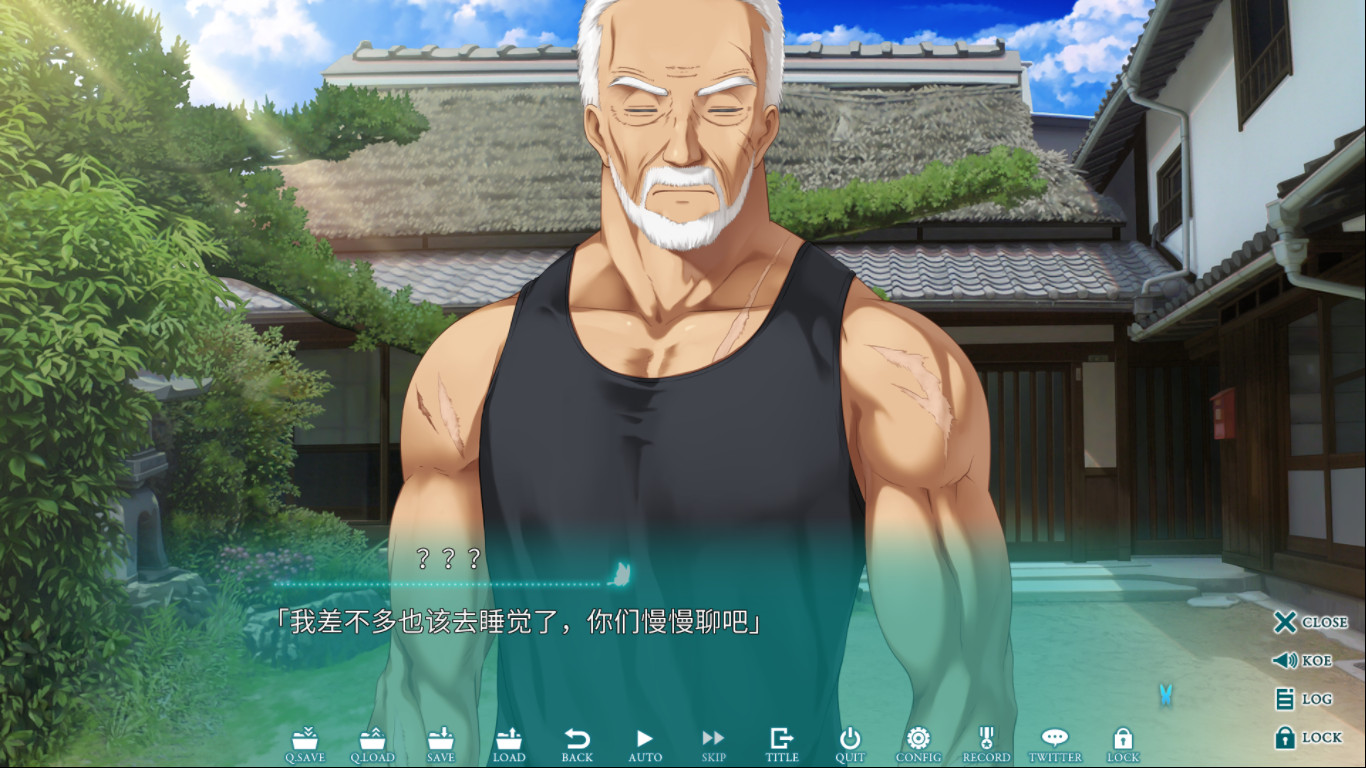 ？？？
「我差不多也该去睡觉了，你们慢慢聊吧」
CLOSE
KOE
LOG
LOCK
Q.SAVE Q.LOAD SAVE LOAD BACK AUTO SKIP TITLE QUIT CONFIG RECORD TWITTER LOCK